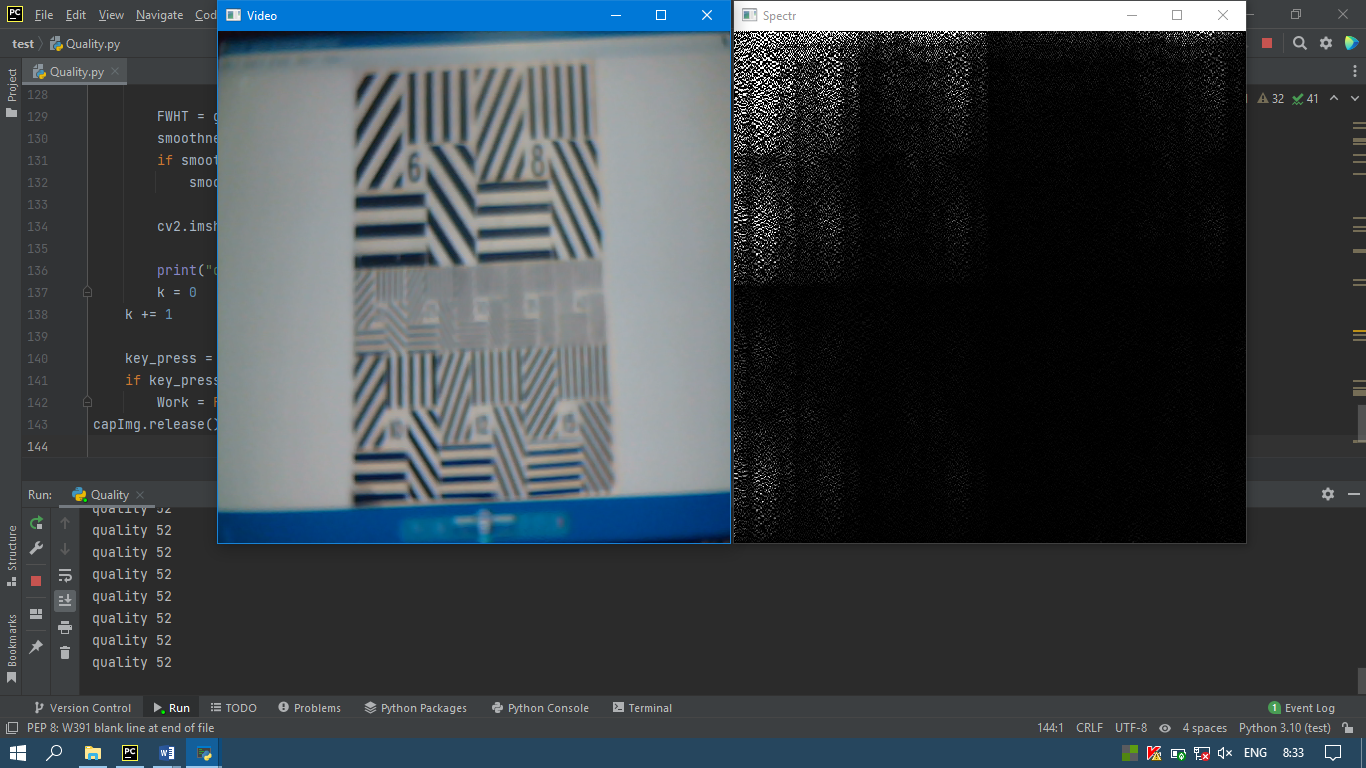 PC File Edit View Navigate Cod
Video
Spectr
test Quality.py
Quality.py
32 41
Project
128
129 FWHT = g
130 smoothne
131 if smoot
132 smoo
133
134 cv2.imsh
135
136 print("
137 k = 0
138 k += 1
139
140 key_press =
141 if key_press
142 Work =
143 capImg.release()
144
6 8
10 12 15
Run: Quality
quality 52
quality 52
quality 52
quality 52
quality 52
quality 52
quality 52
quality 52
Structure
Bookmarks
Version Control Run TODO Problems Python Packages Python Console Terminal 1 Event Log
PEP 8: W391 blank line at end of file 144:1 CRLF UTF-8 4 spaces Python 3.10 (test)
PC W ENG 8:33